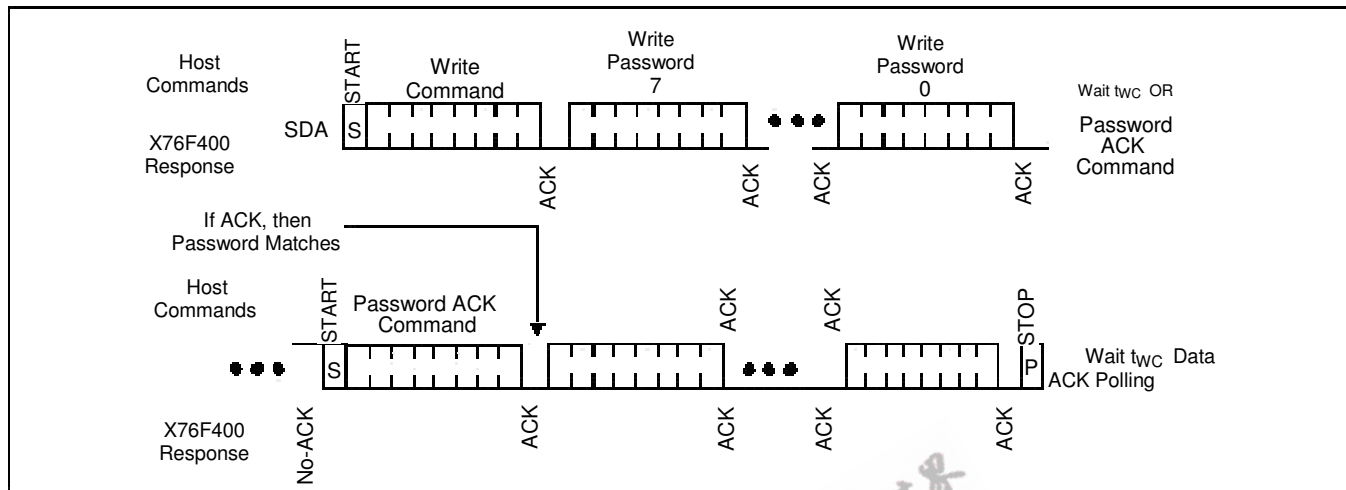 Host
Commands
START
Write
Command
Write
Password
7
Write
Password
0
Wait tWC OR
Password
ACK
Command
SDA
S
X76F400
Response
ACK
ACK
ACK
ACK
If ACK, then
Password Matches
Host
Commands
START
Password ACK
Command
ACK
ACK
STOP
S
P
Wait tWC Data
ACK Polling
X76F400
Response
No-ACK
ACK
ACK
ACK
ACK